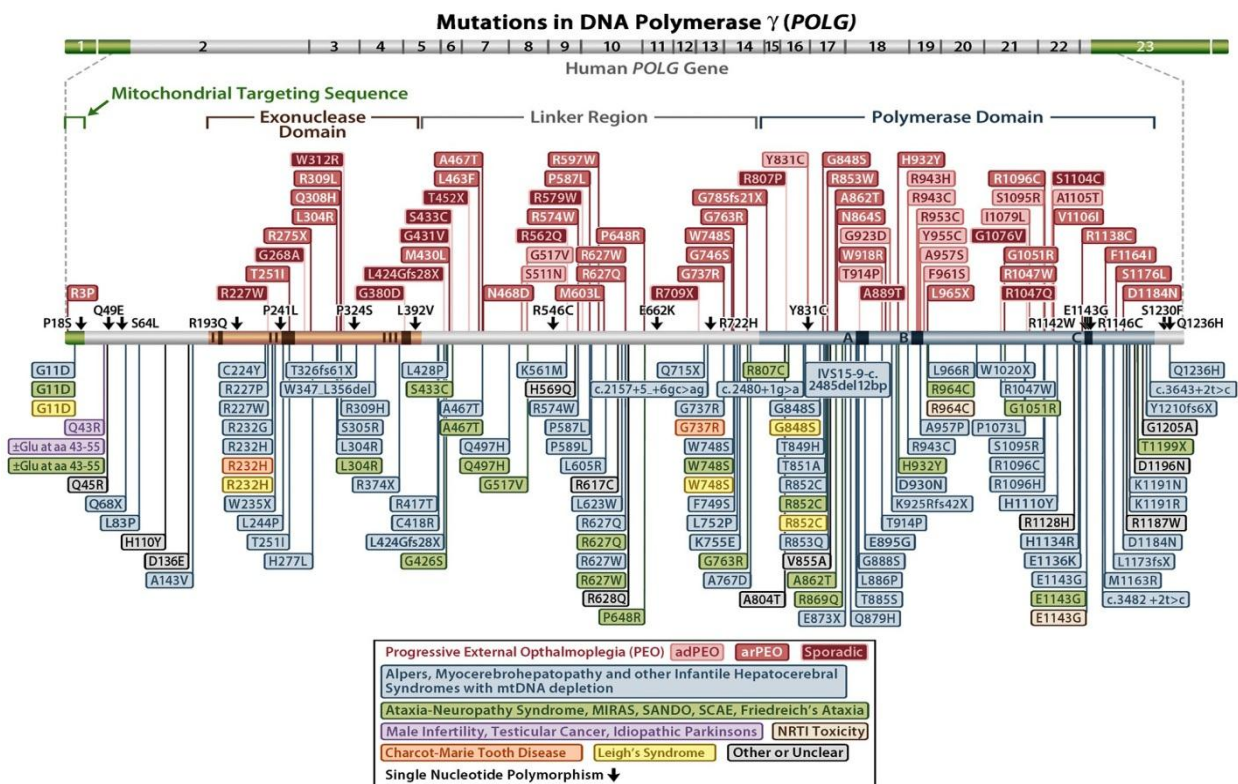 Mutations in DNA Polymerase γ (POLG)
1 2 3 4 5 6 7 8 9 10 11 12 13 14 15 16 17 18 19 20 21 22 23
Human POLG Gene
Mitochondrial Targeting Sequence
Exonuclease Domain
Linker Region
Polymerase Domain
W312R A467T R597W Y831C G848S H932Y
R309L L463F P587L R807P R853W R943H R1096C S1104C
Q308H T452X R579W G785fs21X A862T R943C S1095R A1105T
L304R S433C R574W G763R N864S R953C I1079L V1106I
R275X G431V R562Q P648R W748S G923D Y955C G1076V R1138C
G268A M430L G517V R627W G746S W918R A957S G1051R F1164I
T251I L424Gfs28X S511N R627Q G737R T914P F961S R1047W S1176L
R3P R227W G380D N468D M603L R709X A889T L965X R1047Q D1184N
Q49E P241L P324S L392V R546C E662K Y831C E1143G S1230F
P18S S64L R193Q R722H R1142W R1146C Q1236H
I II III A B C
G11D C224Y T326fs61X L428P K561M Q715X R807C IVS15-9-c. 2485del12bp L966R W1020X Q1236H
G11D R227P W347_L356del S433C H569Q c.2157+5_+6gc>ag c.2480+1g>a R964C R1047W c.3643+2t>c
G11D R227W R309H A467T R574W G737R G848S R964C G1051R Y1210fs6X
Q43R R232G S305R A467T P587L G737R G848S A957P P1073L G1205A
±Glu at aa 43-55 R232H L304R Q497H P589L W748S T849H R943C S1095R T1199X
±Glu at aa 43-55 R232H L304R Q497H L605R W748S T851A H932Y R1096C D1196N
Q45R R232H R374X G517V R617C W748S R852C D930N R1096H K1191N
Q68X W235X R417T L623W F749S R852C K925Rfs42X H1110Y K1191R
L83P L244P C418R R627Q L752P R852C T914P R1128H R1187W
H110Y T251I L424Gfs28X R627Q K755E R853Q E895G H1134R D1184N
D136E H277L G426S R627W G763R V855A G888S E1136K L1173fsX
A143V R627W A767D A862T L886P E1143G M1163R
R628Q A804T R869Q T885S E1143G c.3482 +2t>c
P648R E873X Q879H E1143G
Progressive External Opthalmoplegia (PEO) adPEO arPEO Sporadic
Alpers, Myocerebrohepatopathy and other Infantile Hepatocerebral
Syndromes with mtDNA depletion
Ataxia-Neuropathy Syndrome, MIRAS, SANDO, SCAE, Friedreich's Ataxia
Male Infertility, Testicular Cancer, Idiopathic Parkinsons NRTI Toxicity
Charcot-Marie Tooth Disease Leigh's Syndrome Other or Unclear
Single Nucleotide Polymorphism